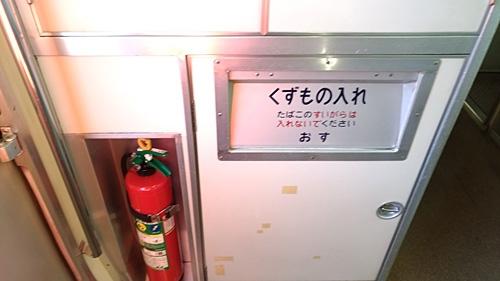 くずもの入れ
たばこのすいがらは
入れないでください
おす